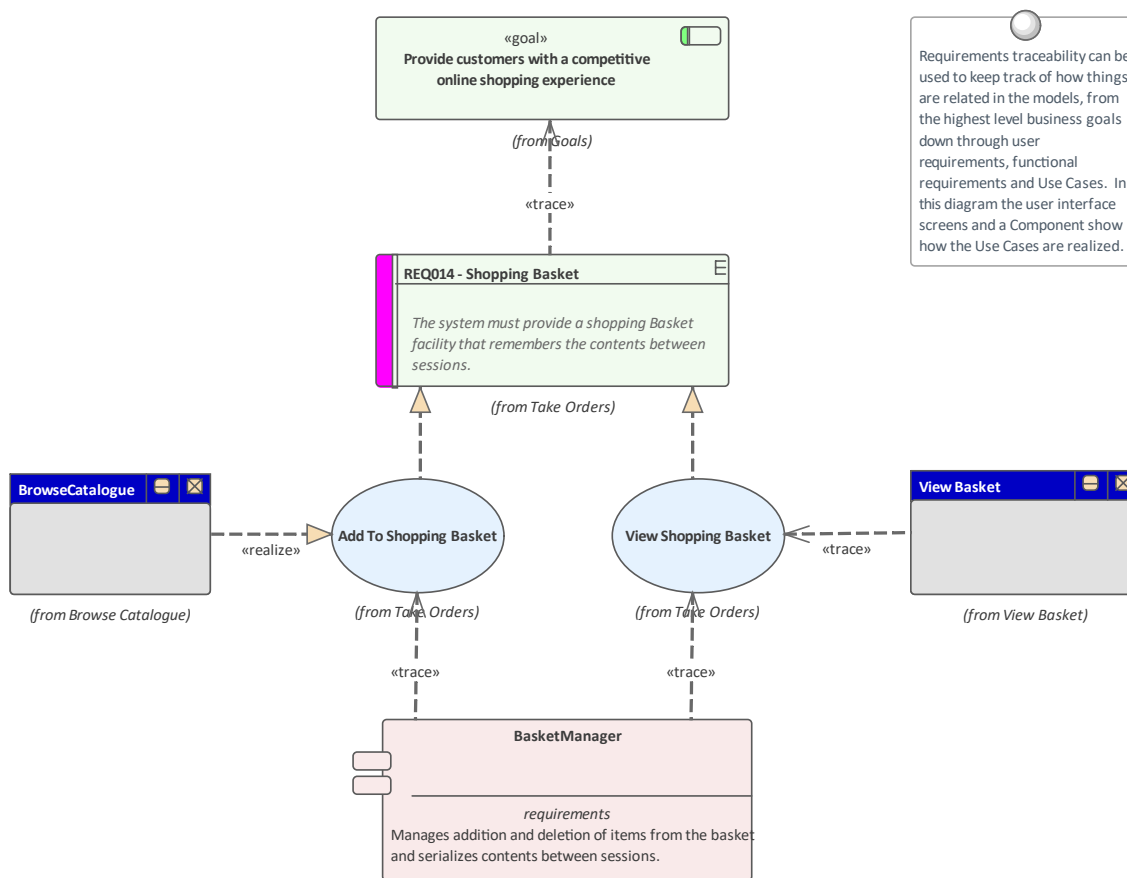 «goal»
Provide customers with a competitive
online shopping experience
(from Goals)
Requirements traceability can be
used to keep track of how things
are related in the models, from
the highest level business goals
down through user
requirements, functional
requirements and Use Cases. In
this diagram the user interface
screens and a Component show
how the Use Cases are realized.
«trace»
REQ014 - Shopping Basket
E
The system must provide a shopping Basket
facility that remembers the contents between
sessions.
(from Take Orders)
BrowseCatalogue
(from Browse Catalogue)
«realize»
Add To Shopping Basket
(from Take Orders)
View Shopping Basket
(from Take Orders)
«trace»
View Basket
(from View Basket)
«trace»
«trace»
BasketManager
requirements
Manages addition and deletion of items from the basket
and serializes contents between sessions.